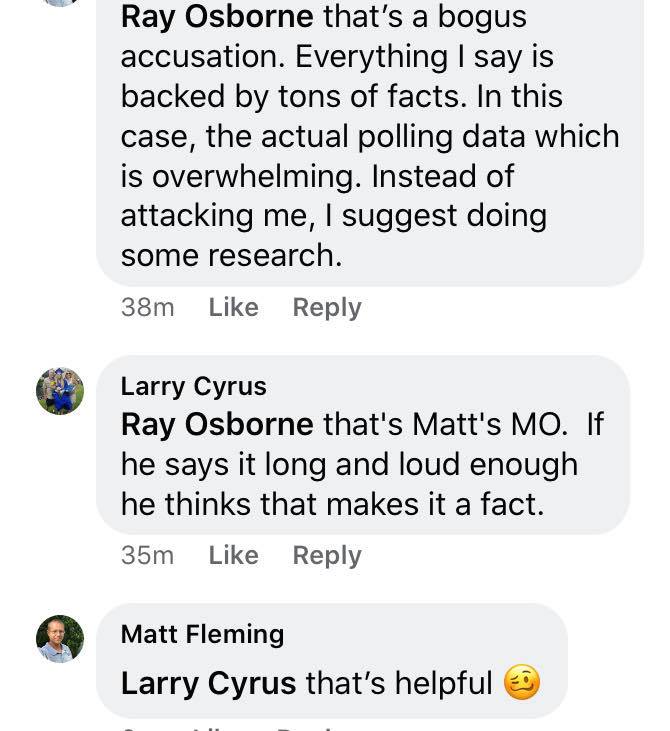 Ray Osborne that’s a bogus
accusation. Everything I say is
backed by tons of facts. In this
case, the actual polling data which
is overwhelming. Instead of
attacking me, I suggest doing
some research.
38m Like Reply
Larry Cyrus
Ray Osborne that's Matt's MO.  If
he says it long and loud enough
he thinks that makes it a fact.
35m Like Reply
Matt Fleming
Larry Cyrus that’s helpful 🥴